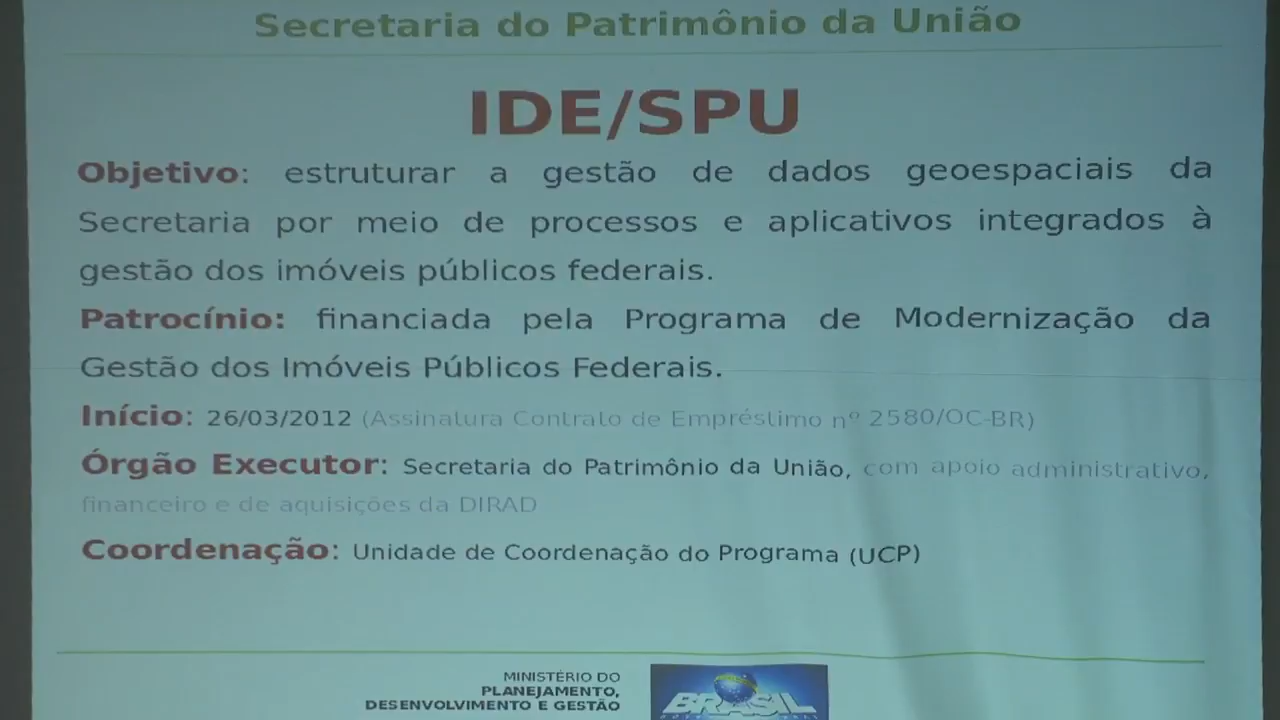 Secretaria do Patrimônio da União
IDE/SPU
Objetivo: estruturar a gestão de dados geoespaciais da
Secretaria por meio de processos e aplicativos integrados à
gestão dos imóveis públicos federais.
Patrocínio: financiada pela Programa de Modernização da
Gestão dos Imóveis Públicos Federais.
Início: 26/03/2012 (Assinatura Contrato de Empréstimo nº 2580/OC-BR)
Órgão Executor: Secretaria do Patrimônio da União, com apoio administrativo,
financeiro e de aquisições da DIRAD
Coordenação: Unidade de Coordenação do Programa (UCP)
MINISTÉRIO DO
PLANEJAMENTO,
DESENVOLVIMENTO E GESTÃO
BRASIL